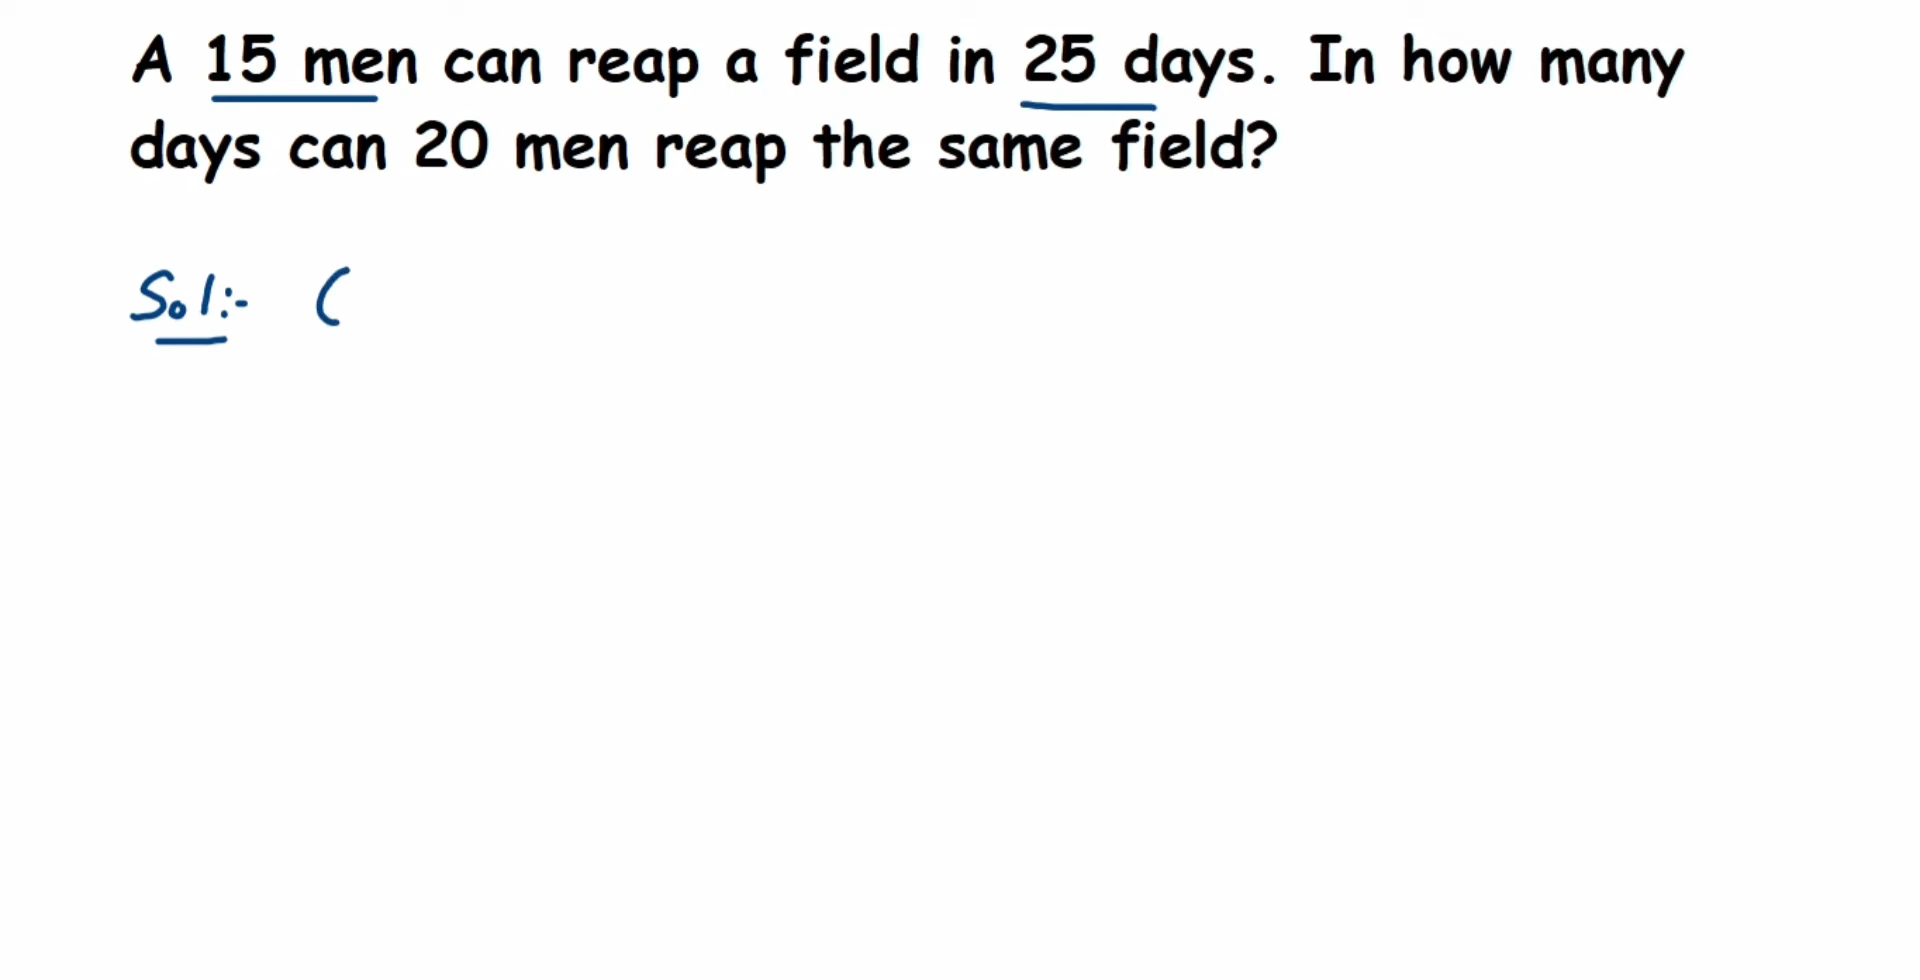 A 15 men can reap a field in 25 days. In how many
days can 20 men reap the same field?
Sol:- (